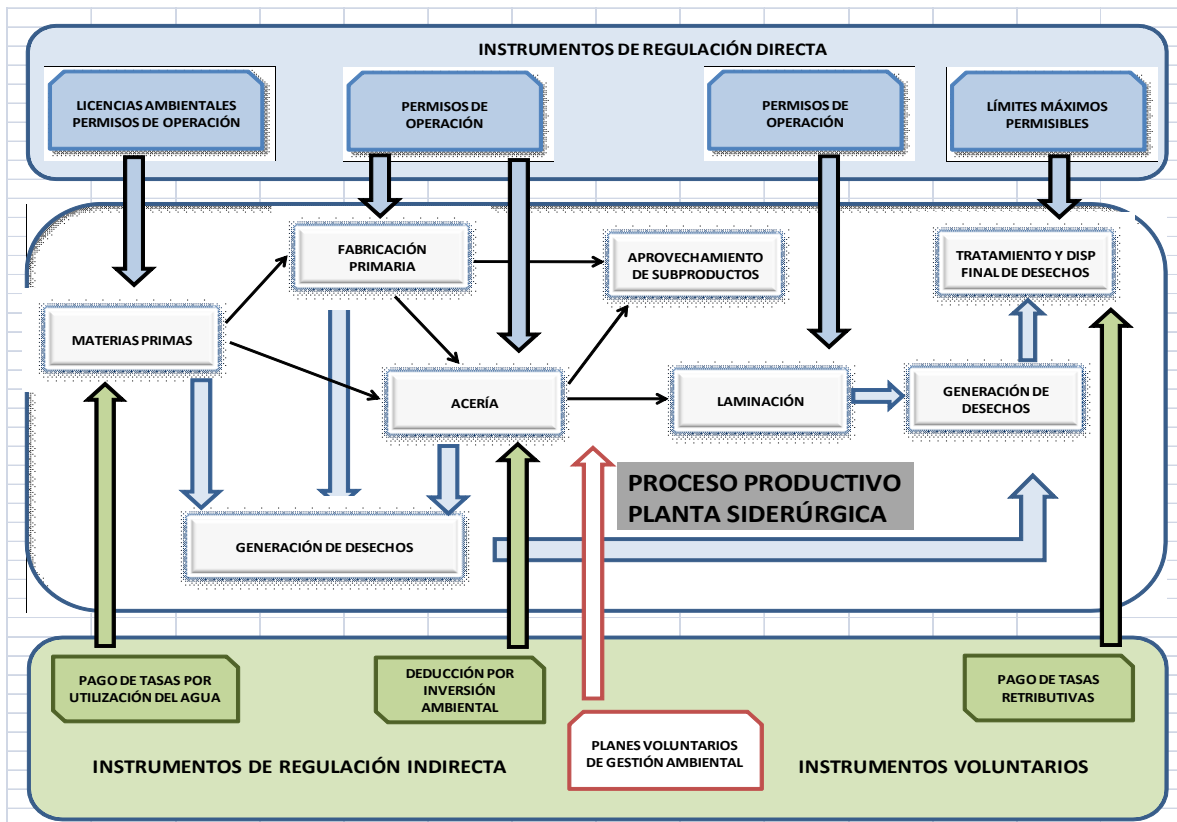 INSTRUMENTOS DE REGULACIÓN DIRECTA
LICENCIAS AMBIENTALES
PERMISOS DE OPERACIÓN
PERMISOS DE
OPERACIÓN
PERMISOS DE
OPERACIÓN
LÍMITES MÁXIMOS
PERMISIBLES
FABRICACIÓN
PRIMARIA
APROVECHAMIENTO
DE SUBPRODUCTOS
TRATAMIENTO Y DISP
FINAL DE DESECHOS
MATERIAS PRIMAS
ACERÍA
LAMINACIÓN
GENERACIÓN DE
DESECHOS
PROCESO PRODUCTIVO
PLANTA SIDERÚRGICA
GENERACIÓN DE DESECHOS
PAGO DE TASAS POR
UTILIZACIÓN DEL AGUA
DEDUCCIÓN POR
INVERSIÓN
AMBIENTAL
PAGO DE TASAS
RETRIBUTIVAS
PLANES VOLUNTARIOS
DE GESTIÓN AMBIENTAL
INSTRUMENTOS DE REGULACIÓN INDIRECTA
INSTRUMENTOS VOLUNTARIOS